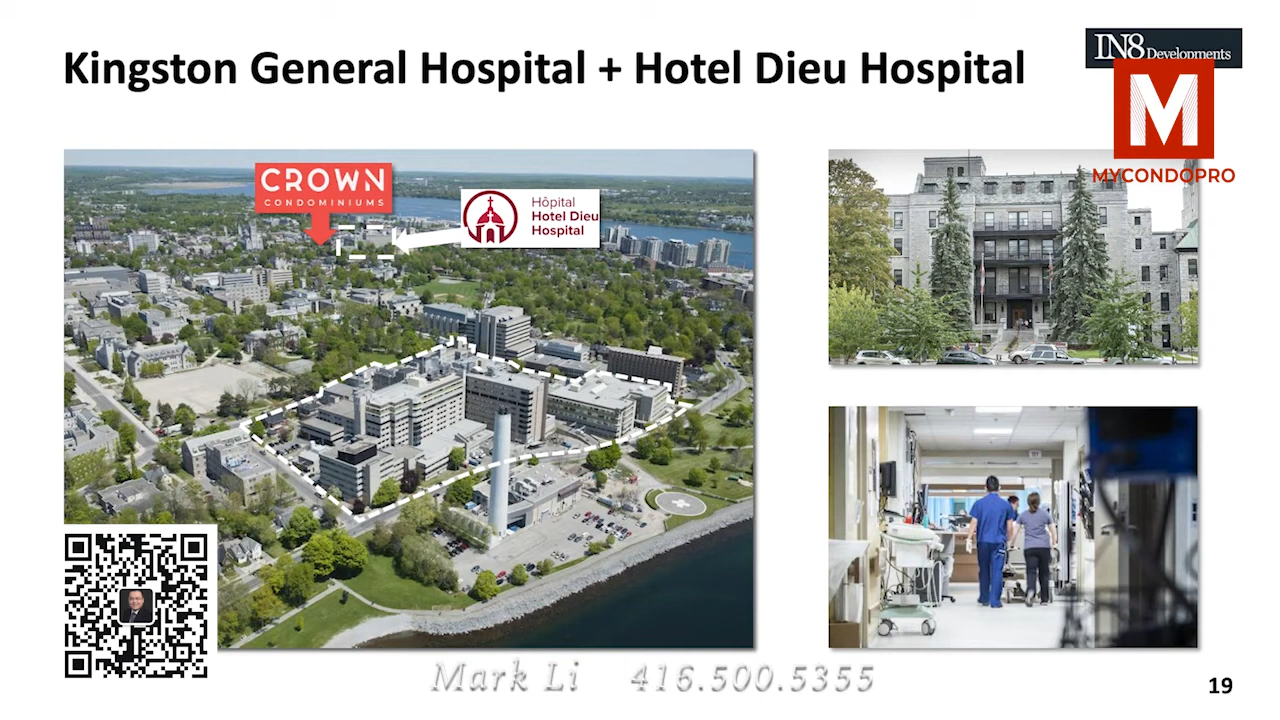 Kingston General Hospital + Hotel Dieu Hospital
IN8 Developments
M
MYCONDOPRO
CROWN
CONDOMINIUMS
Hôpital
Hotel Dieu
Hospital
Mark Li 416.500.5355
19